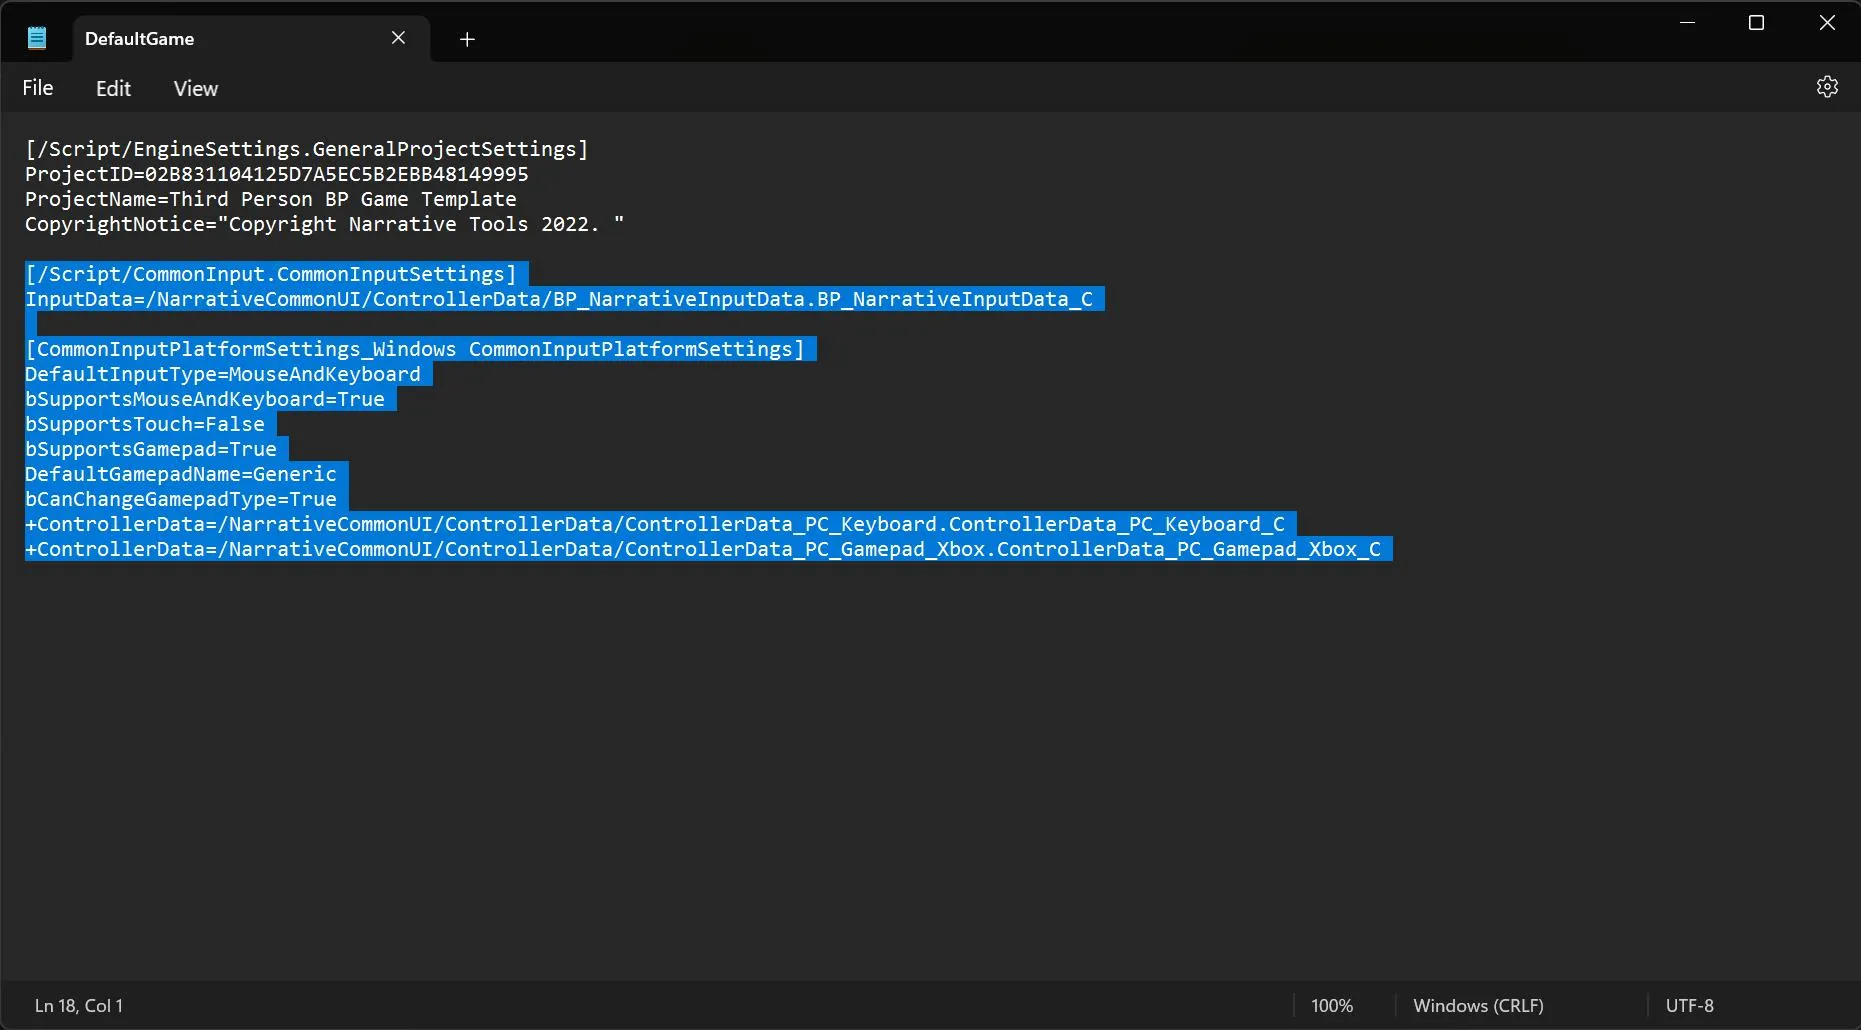 DefaultGame
File Edit View
[/Script/EngineSettings.GeneralProjectSettings]
ProjectID=02B831104125D7A5EC5B2EBB48149995
ProjectName=Third Person BP Game Template
CopyrightNotice="Copyright Narrative Tools 2022. "
[/Script/CommonInput.CommonInputSettings]
InputData=/NarrativeCommonUI/ControllerData/BP_NarrativeInputData.BP_NarrativeInputData_C
[CommonInputPlatformSettings_Windows CommonInputPlatformSettings]
DefaultInputType=MouseAndKeyboard
bSupportsMouseAndKeyboard=True
bSupportsTouch=False
bSupportsGamepad=True
DefaultGamepadName=Generic
bCanChangeGamepadType=True
+ControllerData=/NarrativeCommonUI/ControllerData/ControllerData_PC_Keyboard.ControllerData_PC_Keyboard_C
+ControllerData=/NarrativeCommonUI/ControllerData/ControllerData_PC_Gamepad_Xbox.ControllerData_PC_Gamepad_Xbox_C
Ln 18, Col 1 100% Windows (CRLF) UTF-8